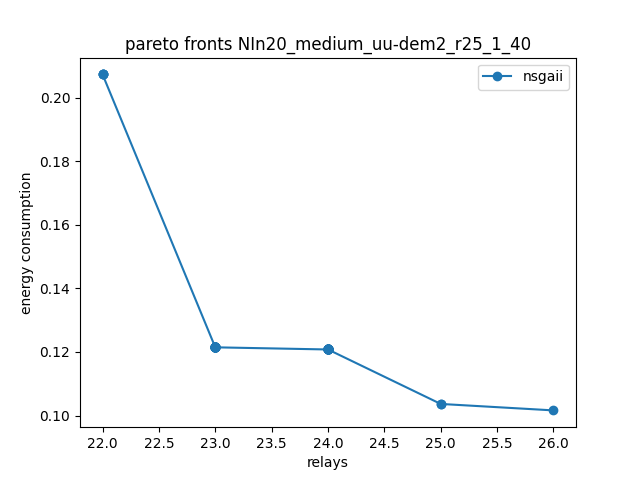 pareto fronts NIn20_medium_uu-dem2_r25_1_40
nsgaii
0.20
0.18
0.16
0.14
0.12
0.10
energy consumption
22.0 22.5 23.0 23.5 24.0 24.5 25.0 25.5 26.0
relays